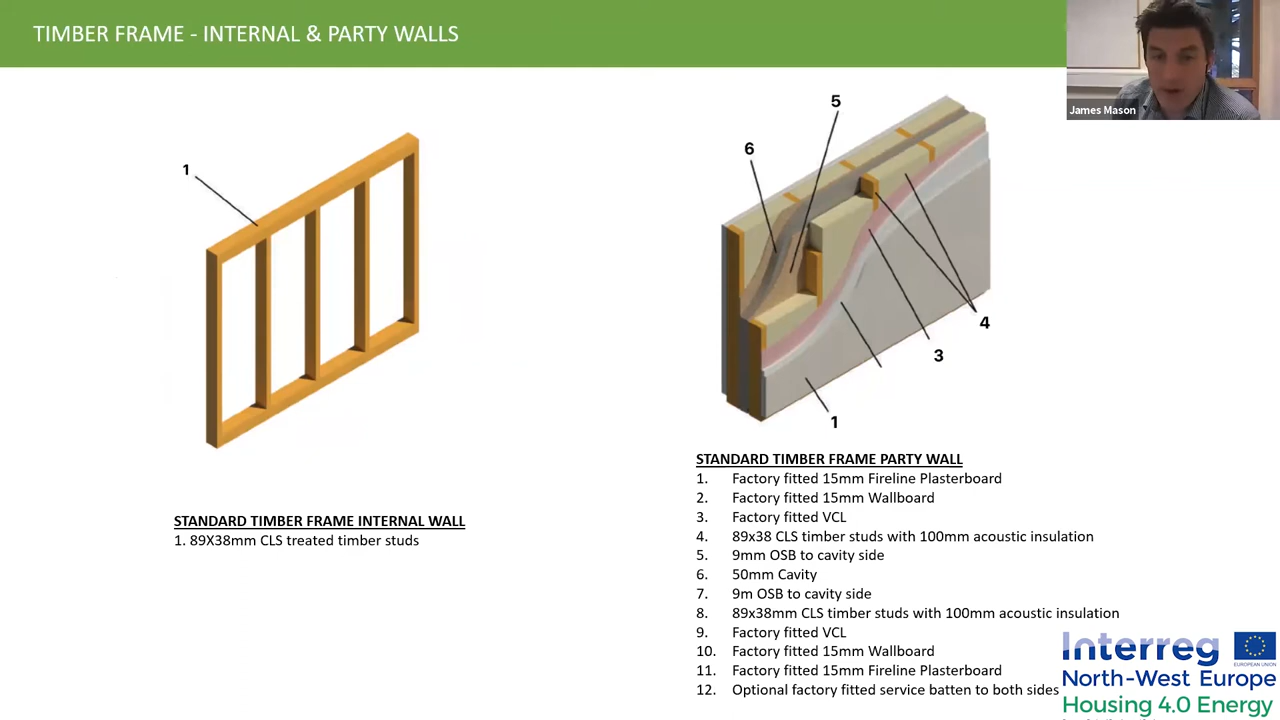 TIMBER FRAME - INTERNAL & PARTY WALLS
James Mason
1
5
6
4
3
1
STANDARD TIMBER FRAME INTERNAL WALL
1. 89X38mm CLS treated timber studs
STANDARD TIMBER FRAME PARTY WALL
1. Factory fitted 15mm Fireline Plasterboard
2. Factory fitted 15mm Wallboard
3. Factory fitted VCL
4. 89x38 CLS timber studs with 100mm acoustic insulation
5. 9mm OSB to cavity side
6. 50mm Cavity
7. 9m OSB to cavity side
8. 89x38mm CLS timber studs with 100mm acoustic insulation
9. Factory fitted VCL
10. Factory fitted 15mm Wallboard
11. Factory fitted 15mm Fireline Plasterboard
12. Optional factory fitted service batten to both sides
Interreg
EUROPEAN UNION
North-West Europe
Housing 4.0 Energy